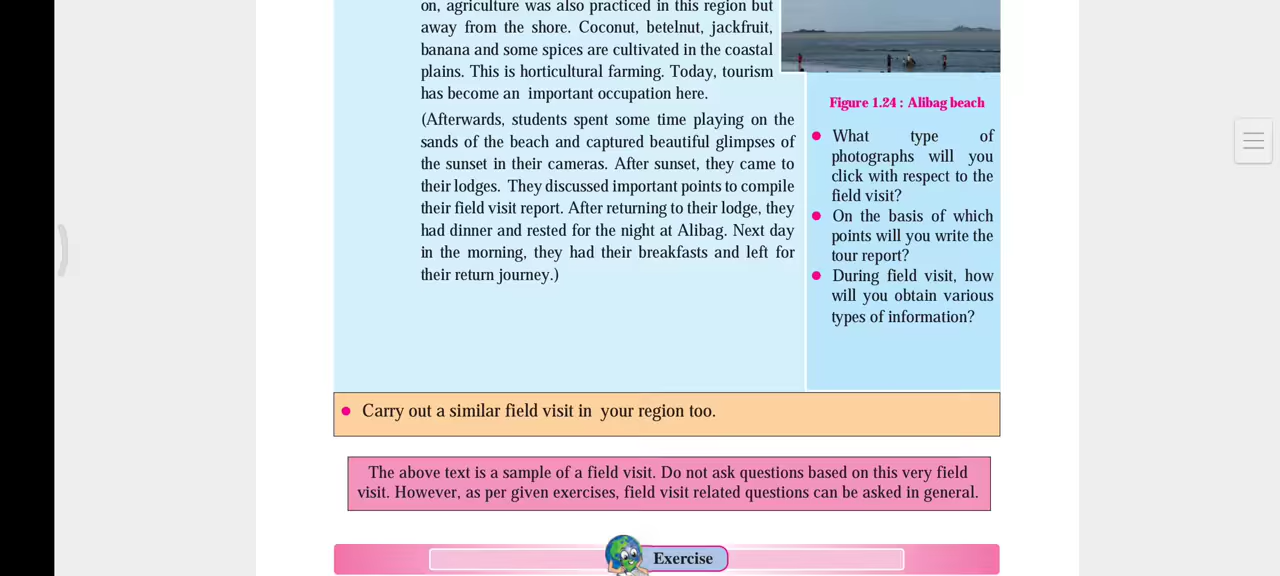 on, agriculture was also practiced in this region but
away from the shore. Coconut, betelnut, jackfruit,
banana and some spices are cultivated in the coastal
plains. This is horticultural farming. Today, tourism
has become an important occupation here.
(Afterwards, students spent some time playing on the
sands of the beach and captured beautiful glimpses of
the sunset in their cameras. After sunset, they came to
their lodges. They discussed important points to compile
their field visit report. After returning to their lodge, they
had dinner and rested for the night at Alibag. Next day
in the morning, they had their breakfasts and left for
their return journey.)
Figure 1.24 : Alibag beach
• What type of
photographs will you
click with respect to the
field visit?
• On the basis of which
points will you write the
tour report?
• During field visit, how
will you obtain various
types of information?
• Carry out a similar field visit in your region too.
The above text is a sample of a field visit. Do not ask questions based on this very field
visit. However, as per given exercises, field visit related questions can be asked in general.
Exercise